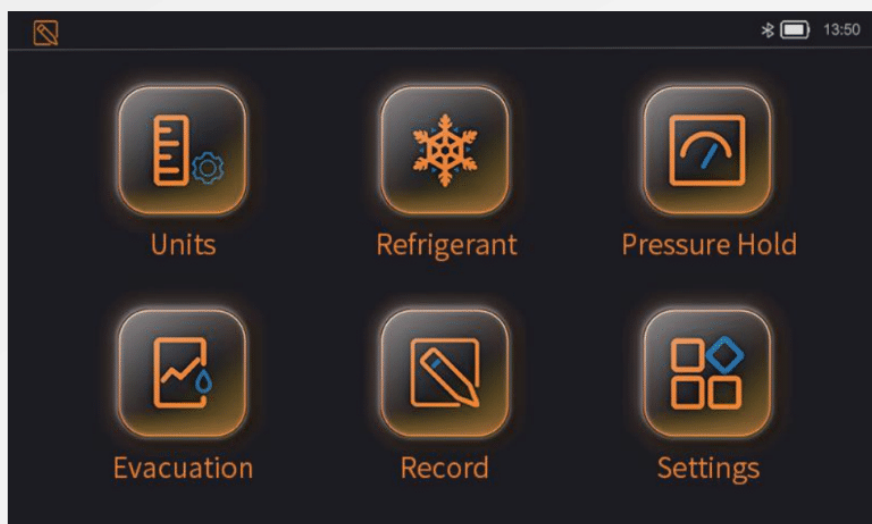 13:50
Units
Refrigerant
Pressure Hold
Evacuation
Record
Settings